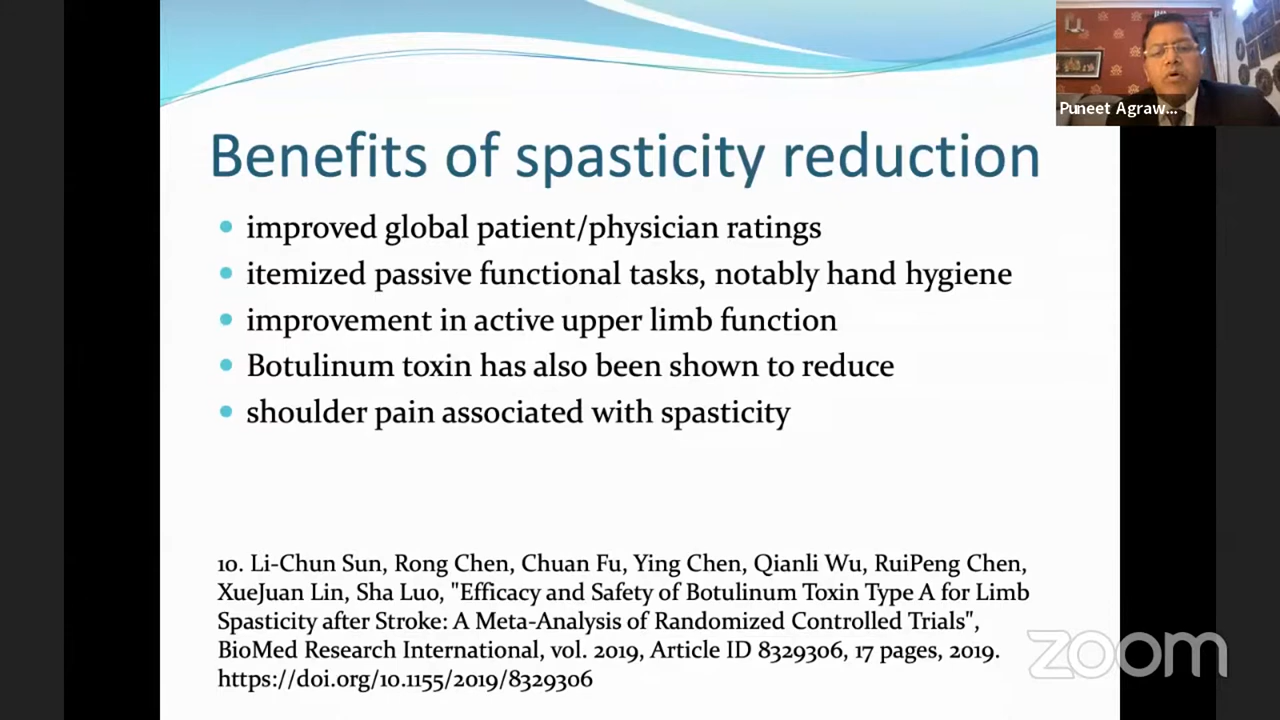 Benefits of spasticity reduction
• improved global patient/physician ratings
• itemized passive functional tasks, notably hand hygiene
• improvement in active upper limb function
• Botulinum toxin has also been shown to reduce
• shoulder pain associated with spasticity
10. Li-Chun Sun, Rong Chen, Chuan Fu, Ying Chen, Qianli Wu, RuiPeng Chen,
XueJuan Lin, Sha Luo, "Efficacy and Safety of Botulinum Toxin Type A for Limb
Spasticity after Stroke: A Meta-Analysis of Randomized Controlled Trials",
BioMed Research International, vol. 2019, Article ID 8329306, 17 pages, 2019.
https://doi.org/10.1155/2019/8329306
Puneet Agraw...
zoom